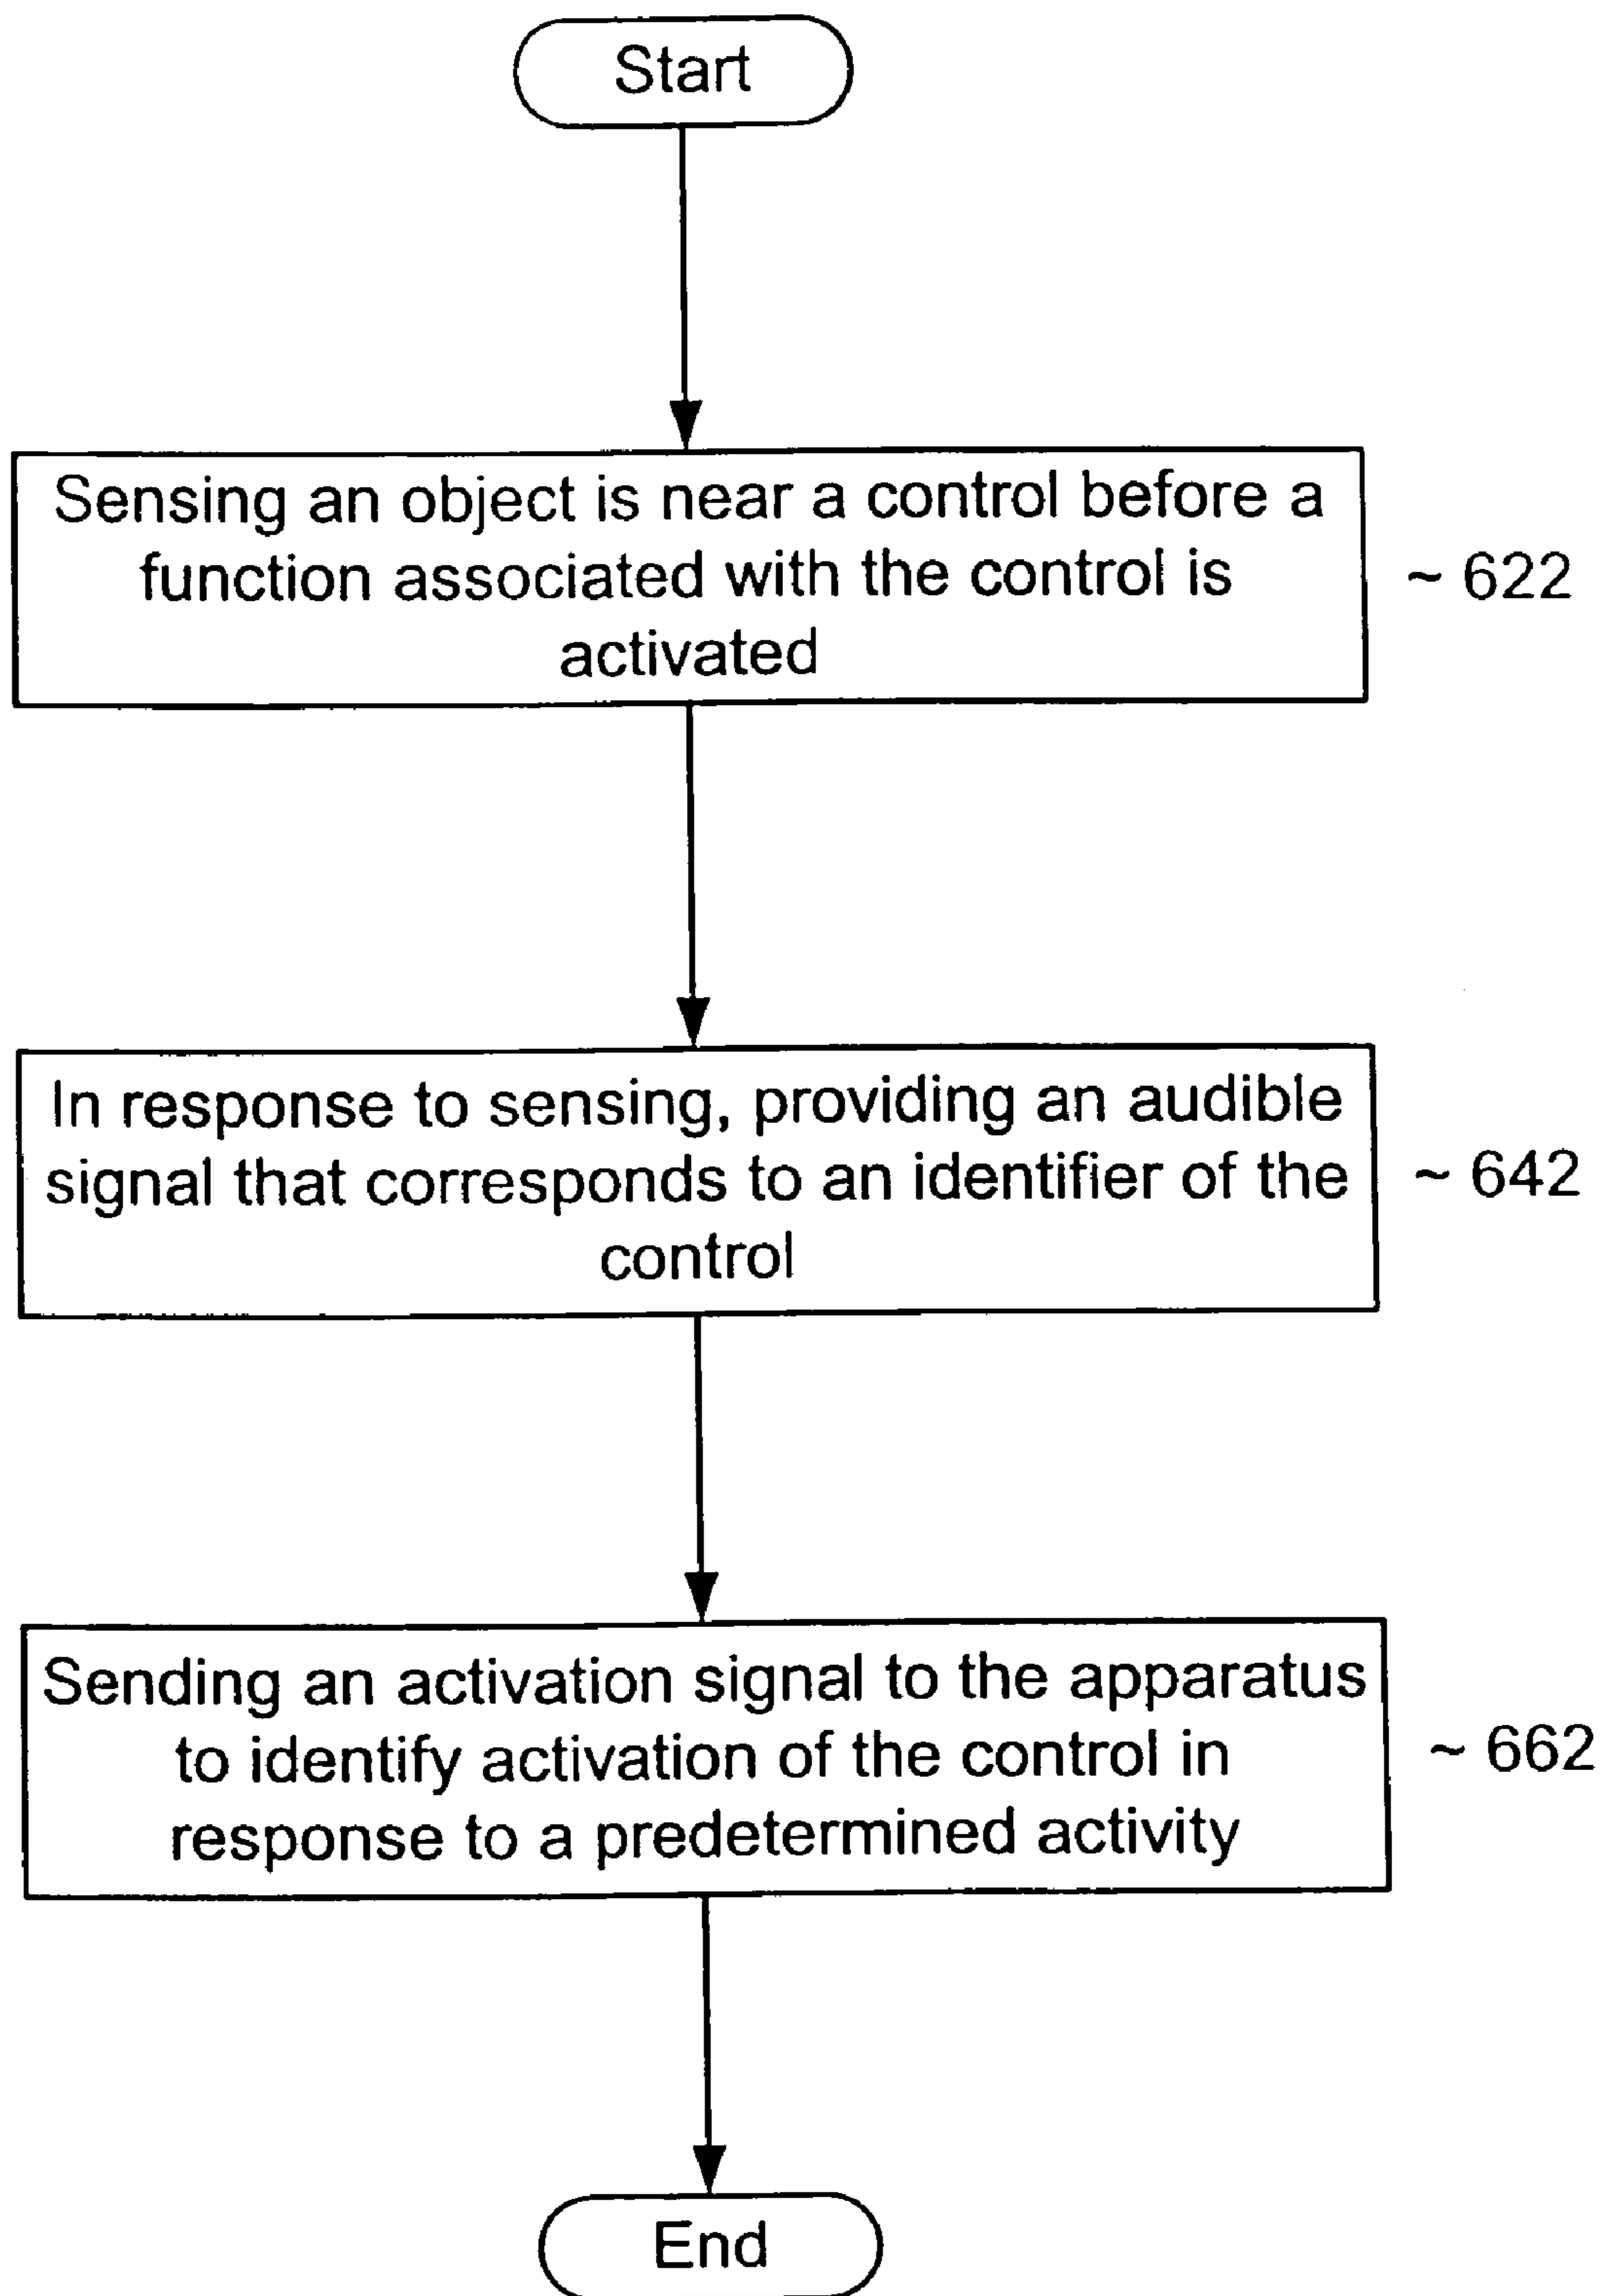 Start
Sensing an object is near a control before a
function associated with the control is
activated
~ 622
In response to sensing, providing an audible
signal that corresponds to an identifier of the
control
~ 642
Sending an activation signal to the apparatus
to identify activation of the control in
response to a predetermined activity
~ 662
End